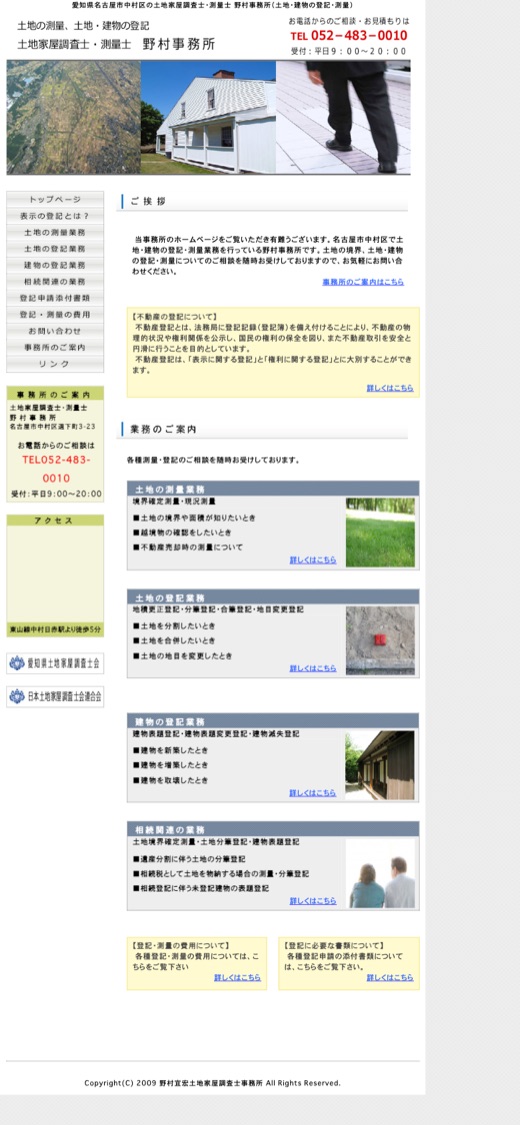 愛知県名古屋市中村区の土地家屋調査士・測量士 野村事務所(土地・建物の登記・測量)
土地の測量、土地・建物の登記
土地家屋調査士・測量士 野村事務所
お電話からのご相談・お見積もりは
TEL 052−483−0010
受付：平日９：００〜２０：００
トップページ
表示の登記とは？
土地の測量業務
土地の登記業務
建物の登記業務
相続関連の業務
登記申請添付書類
登記・測量の費用
お問い合わせ
事務所のご案内
リンク
事務所のご案内
土地家屋調査士・測量士
野 村 事 務 所
名古屋市中村区道下町3-23
お電話からのご相談は
TEL052-483-
0010
受付：平日9：00〜20：00
アクセス
東山線中村日赤駅より徒歩5分
愛知県土地家屋調査士会
日本土地家屋調査士会連合会
ご挨拶
当事務所のホームページをご覧いただき有難うございます。名古屋市中村区で土
地・建物の登記・測量業務を行っている野村事務所です。土地の境界、土地・建物
の登記・測量についてのご相談を随時お受けしておりますので、お気軽にお問い合
わせください。
事務所のご案内はこちら
【不動産の登記について】
不動産登記とは、法務局に登記記録(登記簿)を備え付けることにより、不動産の物
理的状況や権利関係を公示し、国民の権利の保全を図り、また不動産取引を安全と
円滑に行うことを目的としています。
不動産登記は、「表示に関する登記」と「権利に関する登記」とに大別することができ
ます。
詳しくはこちら
業務のご案内
各種測量・登記のご相談を随時お受けしております。
土地の測量業務
境界確定測量・現況測量
■土地の境界や面積が知りたいとき
■越境物の確認をしたいとき
■不動産売却時の測量について
詳しくはこちら
土地の登記業務
地積更正登記・分筆登記・合筆登記・地目変更登記
■土地を分割したいとき
■土地を合併したいとき
■土地の地目を変更したとき
詳しくはこちら
建物の登記業務
建物表題登記・建物表題変更登記・建物滅失登記
■建物を新築したとき
■建物を増築したとき
■建物を取壊したとき
詳しくはこちら
相続関連の業務
土地境界確定測量・土地分筆登記・建物表題登記
■遺産分割に伴う土地の分筆登記
■相続税として土地を物納する場合の測量・分筆登記
■相続登記に伴う未登記建物の表題登記
詳しくはこちら
【登記・測量の費用について】
各種登記・測量の費用については、こ
ちらをご覧下さい
詳しくはこちら
【登記に必要な書類について】
各種登記申請の添付書類について
は、こちらをご覧下さい。
詳しくはこちら
Copyright(C) 2009 野村宜宏土地家屋調査士事務所 All Rights Reserved.